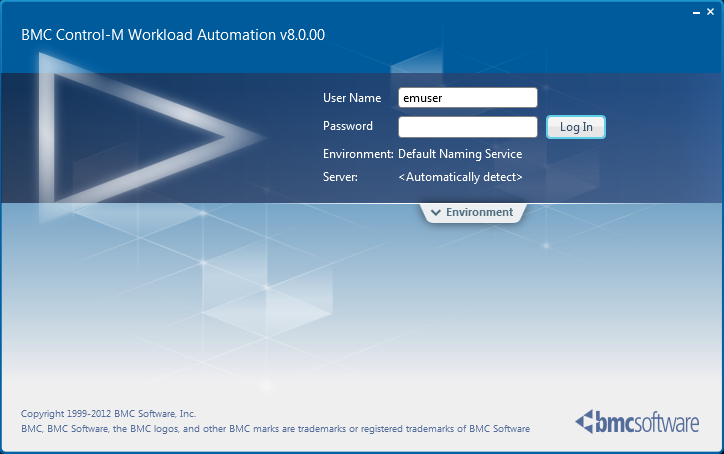 BMC Control-M Workload Automation v8.0.00
User Name emuser
Password Log In
Environment: Default Naming Service
Server: <Automatically detect>
Environment
Copyright 1999-2012 BMC Software, Inc.
BMC, BMC Software, the BMC logos, and other BMC marks are trademarks or registered trademarks of BMC Software
bmcsoftware